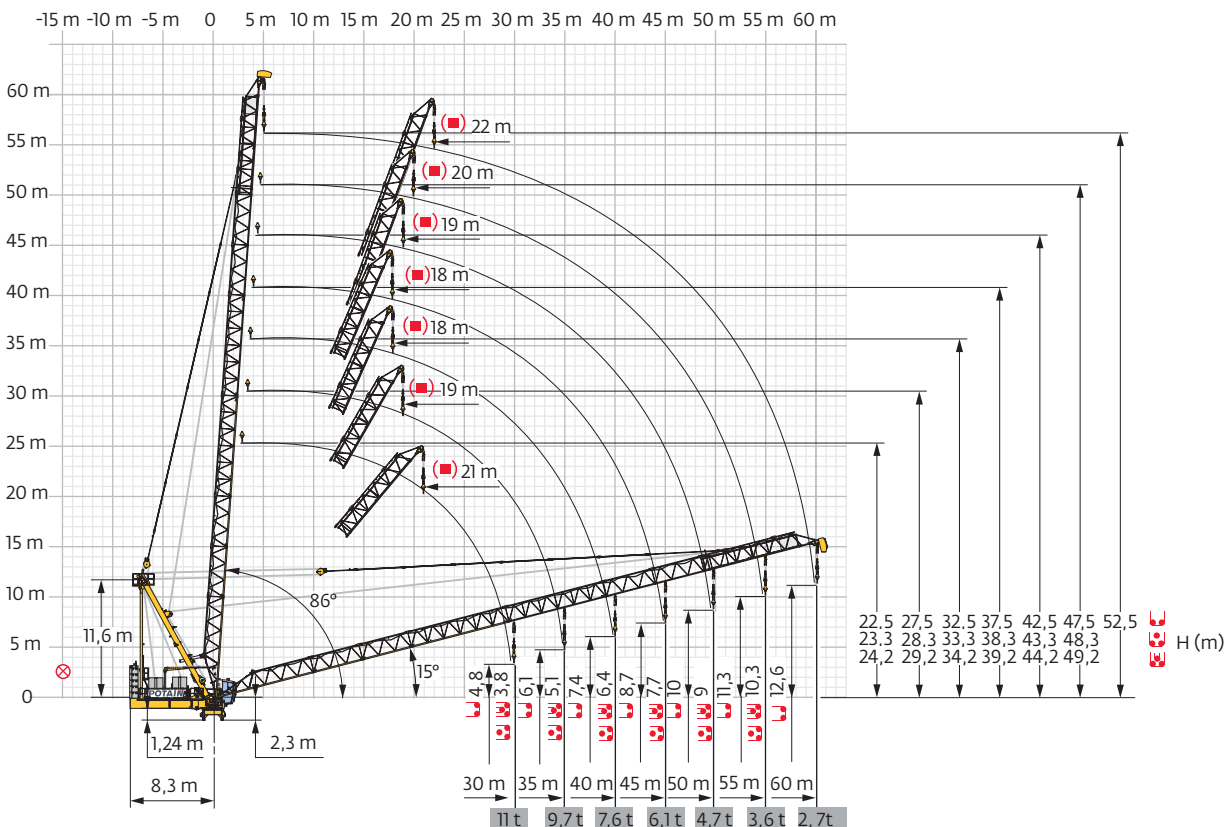 -15 m -10 m -5 m 0 5 m 10 m 15 m 20 m 25 m 30 m 35 m 40 m 45 m 50 m 55 m 60 m
60 m
55 m
50 m
45 m
40 m
35 m
30 m
25 m
20 m
15 m
10 m
5 m
0
22 m
20 m
19 m
18 m
18 m
19 m
21 m
86°
15°
11,6 m
POTAIN
1,24 m
2,3 m
8,3 m
22,5 27,5 32,5 37,5 42,5 47,5 52,5
23,3 28,3 33,3 38,3 43,3 48,3
24,2 29,2 34,2 39,2 44,2 49,2
H (m)
4,8 3,8 6,1 5,1 7,4 6,4 8,7 7,7 10 9 11,3 10,3 12,6
30 m 35 m 40 m 45 m 50 m 55 m 60 m
11 t 9,7 t 7,6 t 6,1 t 4,7 t 3,6 t 2,7t